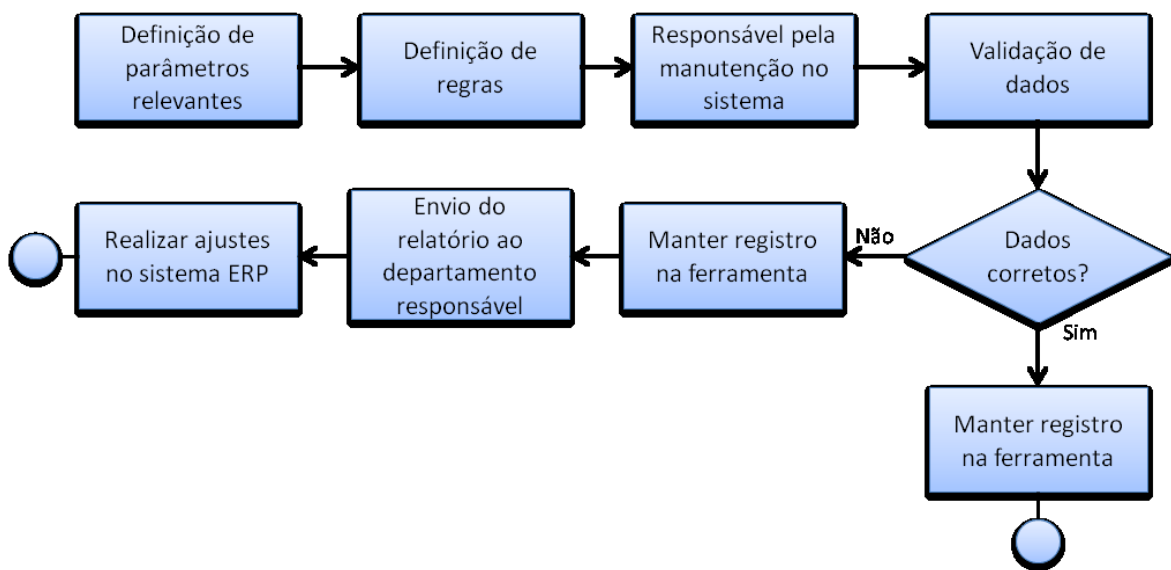 Definição de
parâmetros
relevantes
Definição de
regras
Responsável pela
manutenção no
sistema
Validação de
dados
Dados
corretos?
Não
Manter registro
na ferramenta
Envio do
relatório ao
departamento
responsável
Realizar ajustes
no sistema ERP
Sim
Manter registro
na ferramenta